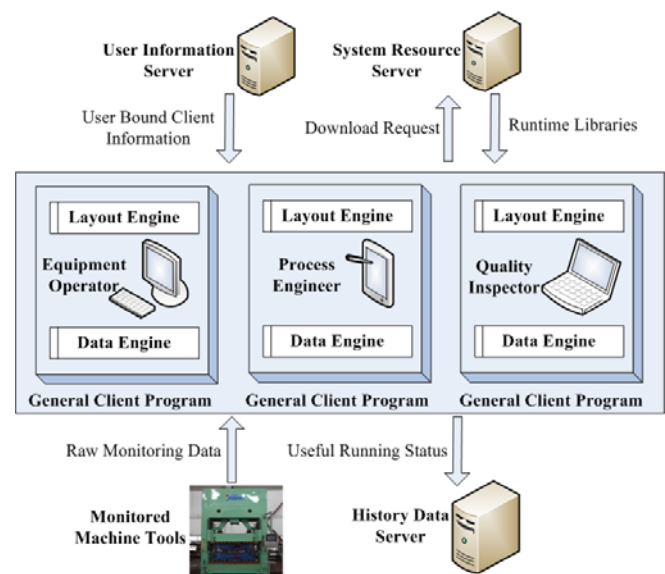 User Information
Server
System Resource
Server
User Bound Client
Information
Download Request
Runtime Libraries
Layout Engine
Equipment
Operator
Data Engine
General Client Program
Layout Engine
Process
Engineer
Data Engine
General Client Program
Layout Engine
Quality
Inspector
Data Engine
General Client Program
Raw Monitoring Data
Useful Running Status
Monitored
Machine Tools
History Data
Server